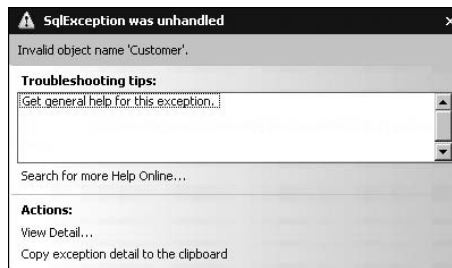 SqlException was unhandled
Invalid object name 'Customer'.
Troubleshooting tips:
Get general help for this exception.
Search for more Help Online...
Actions:
View Detail...
Copy exception detail to the clipboard